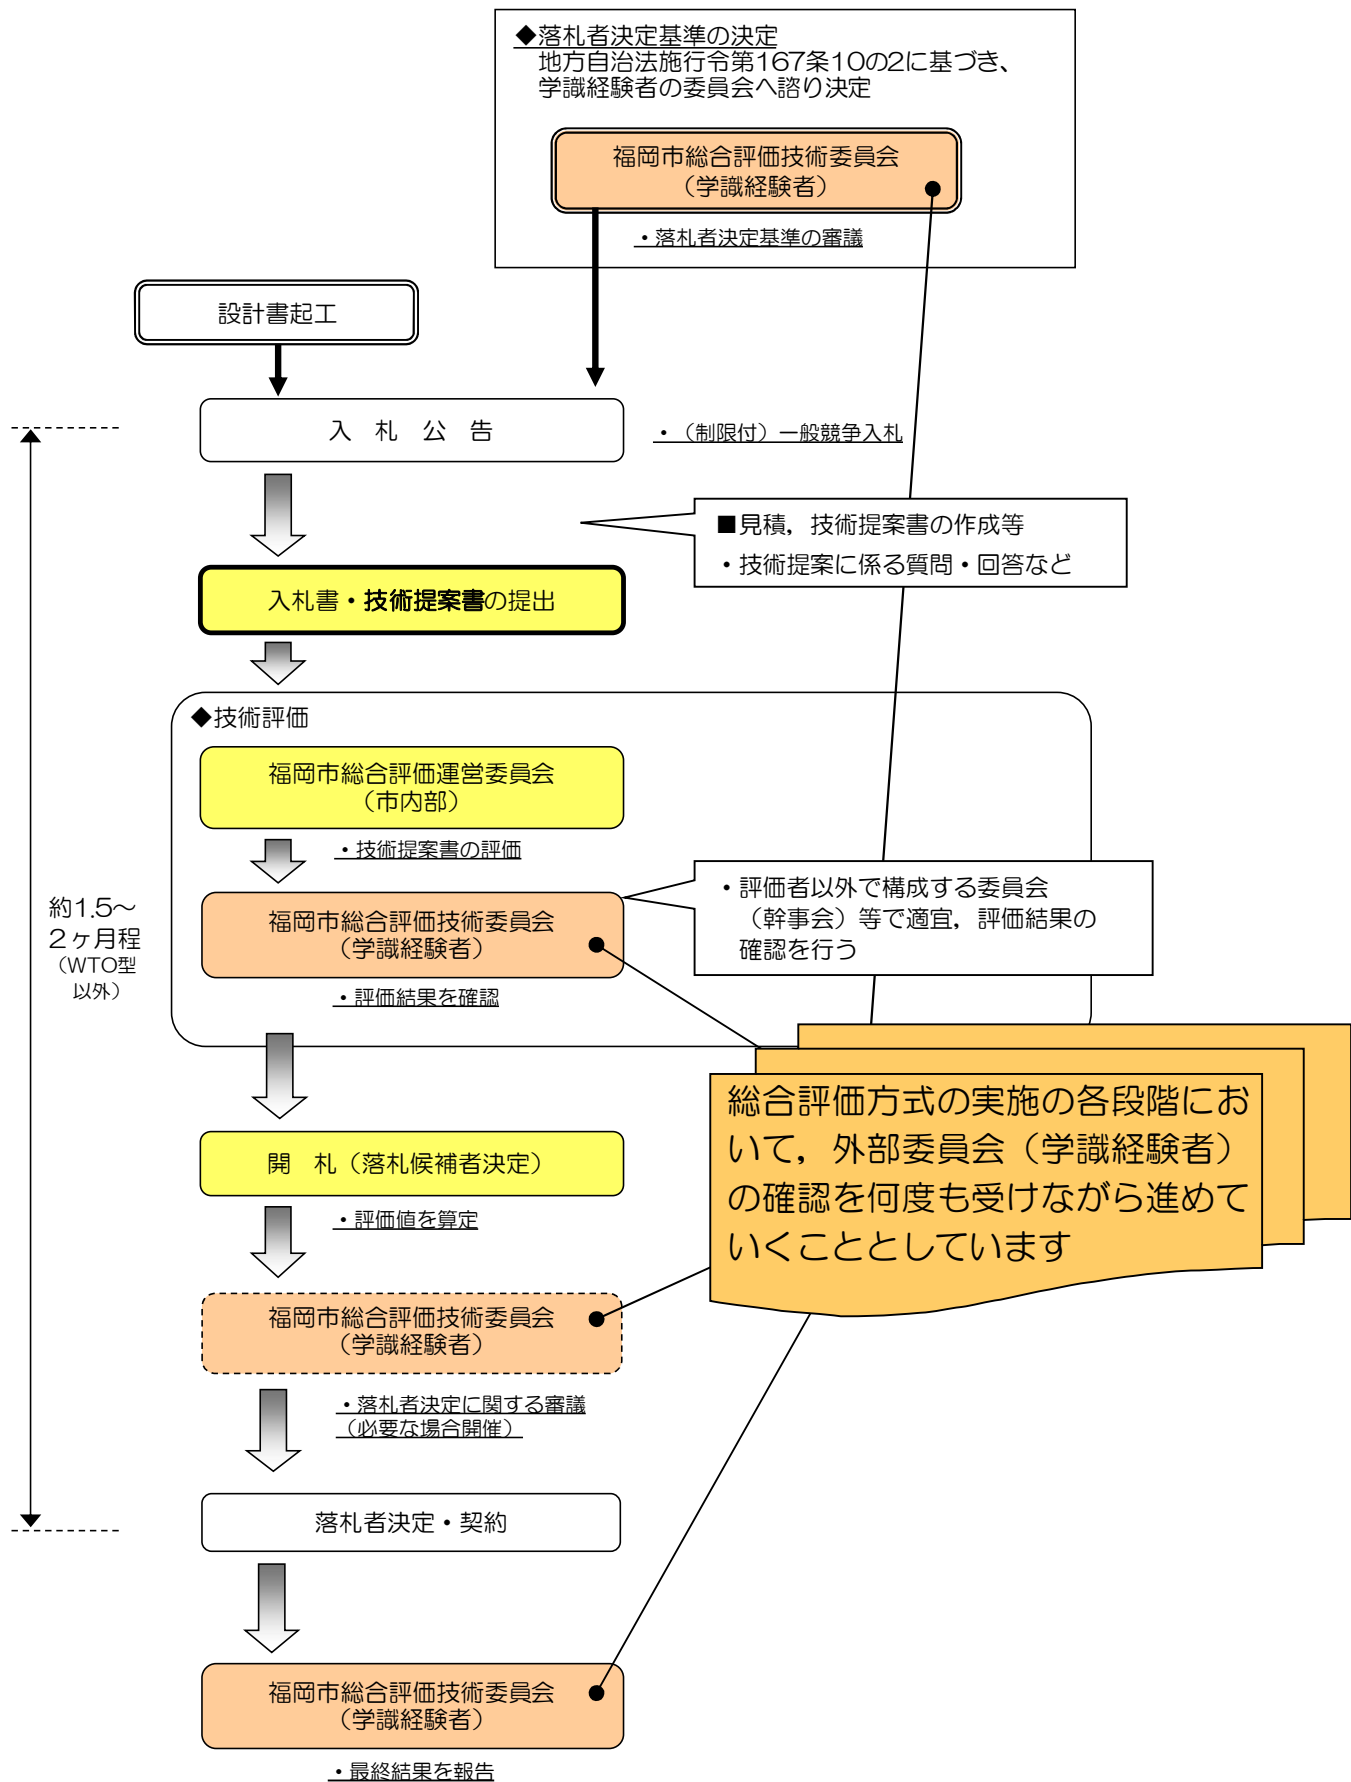 ◆落札者決定基準の決定
地方自治法施行令第167条10の2に基づき、
学識経験者の委員会へ諮り決定
福岡市総合評価技術委員会
（学識経験者）
・落札者決定基準の審議
設計書起工
入　札　公　告
・（制限付）一般競争入札
■見積，技術提案書の作成等
・技術提案に係る質問・回答など
入札書・技術提案書の提出
◆技術評価
福岡市総合評価運営委員会
（市内部）
・技術提案書の評価
・評価者以外で構成する委員会
（幹事会）等で適宜，評価結果の
確認を行う
福岡市総合評価技術委員会
（学識経験者）
・評価結果を確認
約1.5～
2ヶ月程
（WTO型
以外）
総合評価方式の実施の各段階にお
いて，外部委員会（学識経験者）
の確認を何度も受けながら進めて
いくこととしています
開　札（落札候補者決定）
・評価値を算定
福岡市総合評価技術委員会
（学識経験者）
・落札者決定に関する審議
（必要な場合開催）
落札者決定・契約
福岡市総合評価技術委員会
（学識経験者）
・最終結果を報告